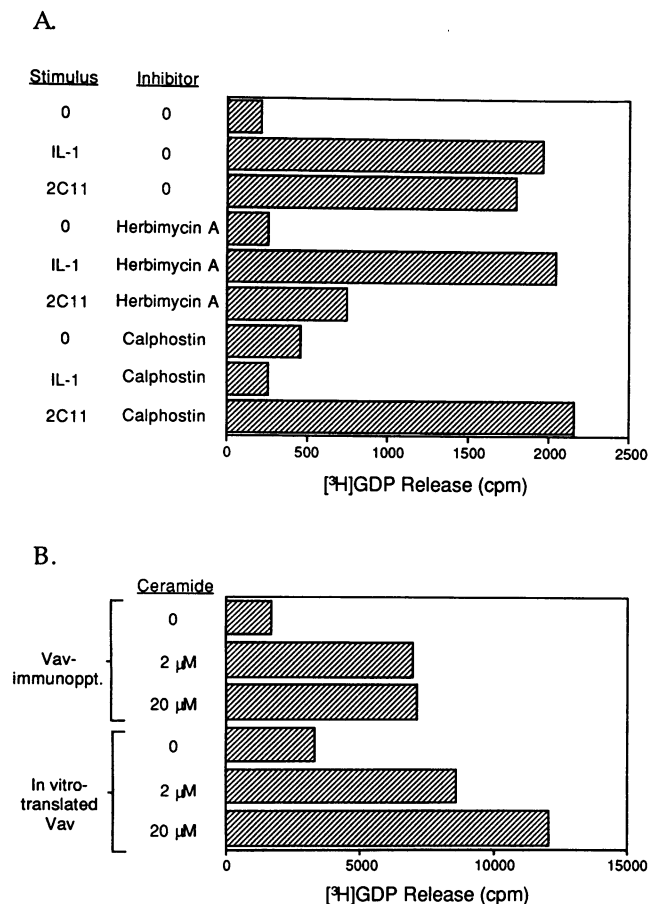 A.
Stimulus Inhibitor
0 0
IL-1 0
2C11 0
0 Herbimycin A
IL-1 Herbimycin A
2C11 Herbimycin A
0 Calphostin
IL-1 Calphostin
2C11 Calphostin
0 500 1000 1500 2000 2500
[³H]GDP Release (cpm)
B.
Ceramide
0
Vav-
immunoppt.
2 µM
20 µM
0
In vitro-
translated
Vav
2 µM
20 µM
0 5000 10000 15000
[³H]GDP Release (cpm)